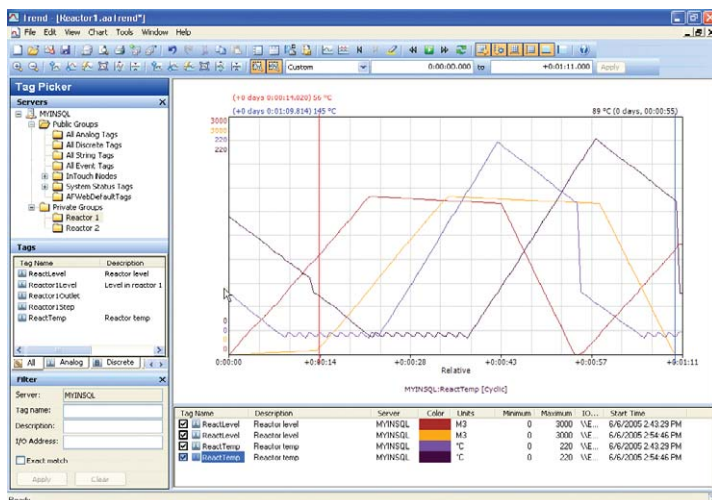 Trend - [Reactor1.aaTrend*]
File Edit View Chart Tools Window Help
Custom 0:00:00.000 to +0:01:11.000 Apply
Tag Picker
Servers
MYINSQL
Public Groups
All Analog Tags
All Discrete Tags
All String Tags
All Event Tags
InTouch Nodes
System Status Tags
AFWebDefaultTags
Private Groups
Reactor 1
Reactor 2
Tags
Tag Name Description
ReactLevel Reactor level
Reactor1Level Level in reactor 1
Reactor1Outlet
Reactor1Step
ReactTemp Reactor temp
All Analog Discrete
Filter
Server: MYINSQL
Tag name:
Description:
I/O Address:
Exact match
Apply Clear
Ready
(+0 days 0:00:14.020) 56 °C
(+0 days 0:01:09.814) 145 °C 89 °C (0 days, 00:00:55)
3000
3000
220
220
0
0
0
0
0:00:00 +0:00:14 +0:00:28 +0:00:43 +0:00:57 +0:01:11
Relative
MYINSQL:ReactTemp [Cyclic]
Tag Name Description Server Color Units Minimum Maximum IO... Start Time
ReactLevel Reactor level MYINSQL M3 0 3000 \\E... 6/6/2005 2:43:29 PM
ReactLevel Reactor level MYINSQL M3 0 3000 \\E... 6/6/2005 2:54:46 PM
ReactTemp Reactor temp MYINSQL °C 0 220 \\E... 6/6/2005 2:43:29 PM
ReactTemp Reactor temp MYINSQL °C 0 220 \\E... 6/6/2005 2:54:46 PM